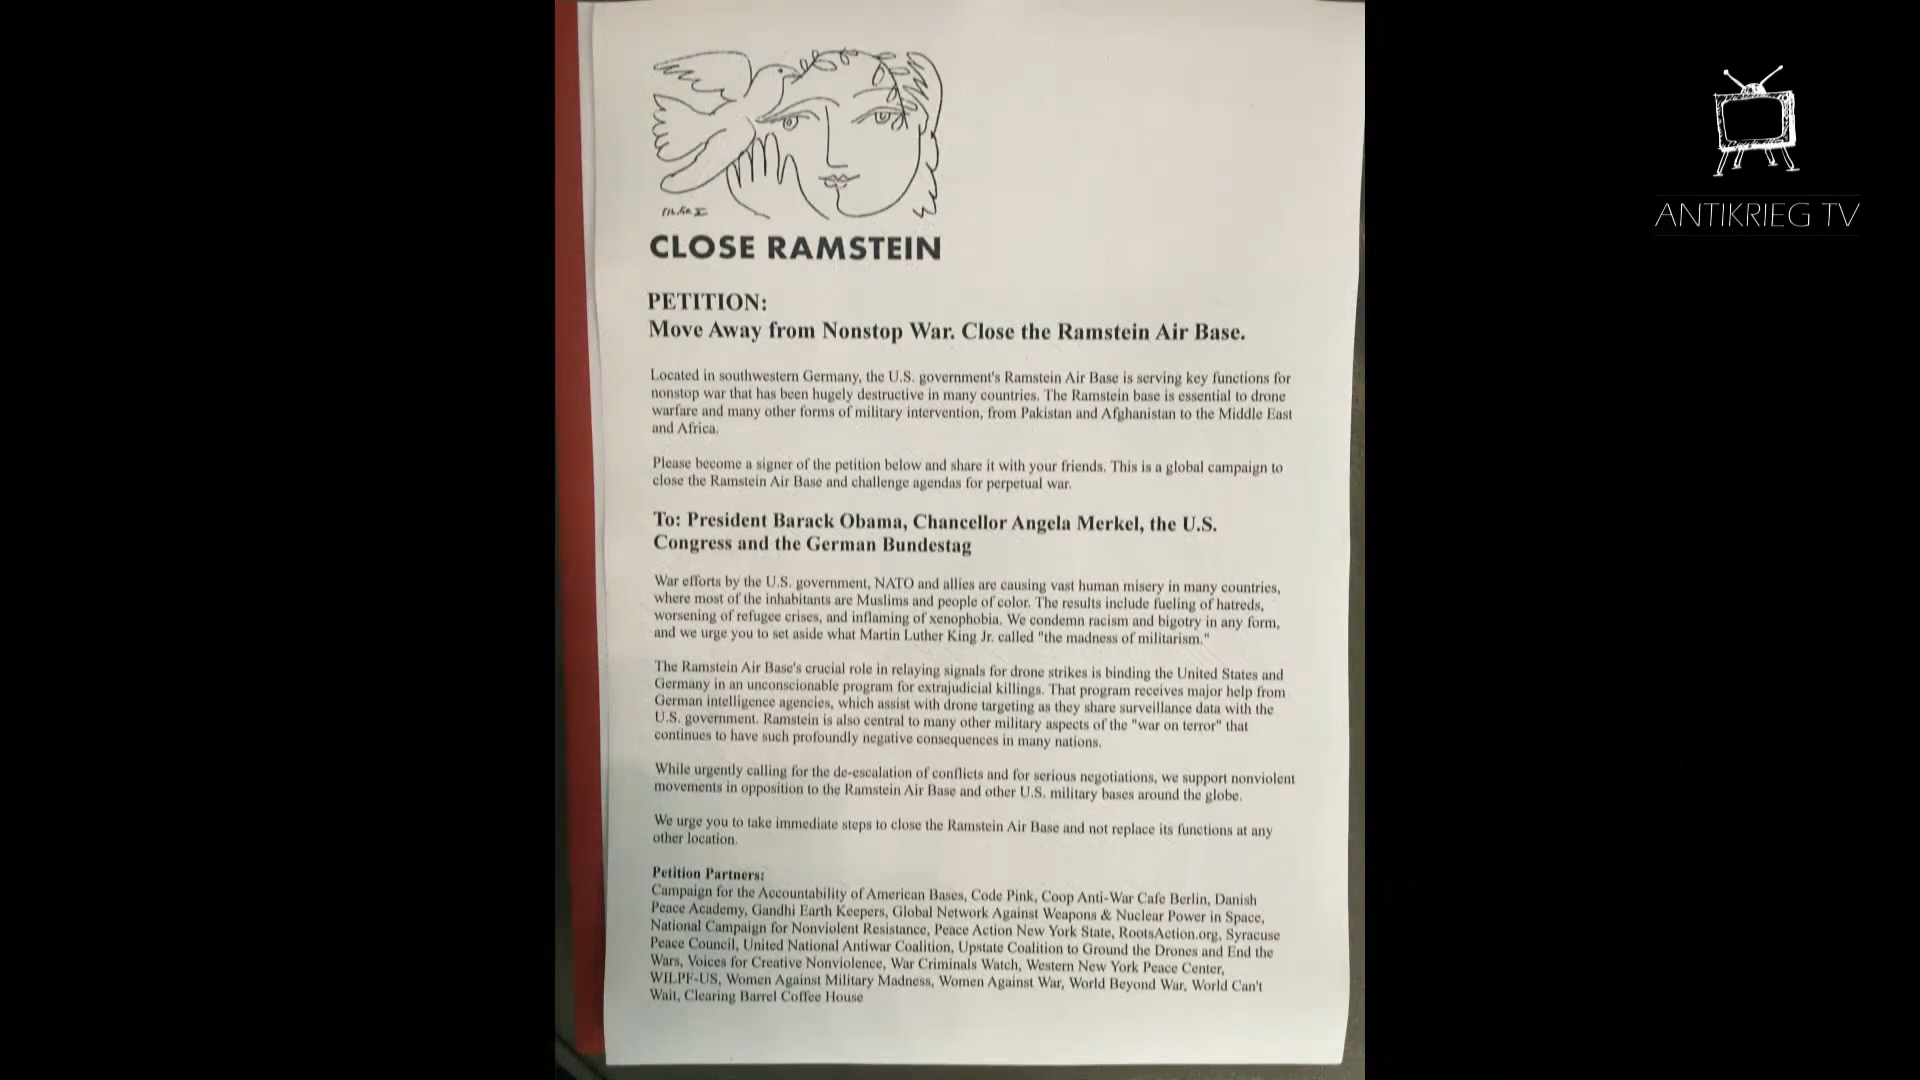 CLOSE RAMSTEIN
PETITION:
Move Away from Nonstop War. Close the Ramstein Air Base.
Located in southwestern Germany, the U.S. government's Ramstein Air Base is serving key functions for
nonstop war that has been hugely destructive in many countries. The Ramstein base is essential to drone
warfare and many other forms of military intervention, from Pakistan and Afghanistan to the Middle East
and Africa.
Please become a signer of the petition below and share it with your friends. This is a global campaign to
close the Ramstein Air Base and challenge agendas for perpetual war.
To: President Barack Obama, Chancellor Angela Merkel, the U.S.
Congress and the German Bundestag
War efforts by the U.S. government, NATO and allies are causing vast human misery in many countries,
where most of the inhabitants are Muslims and people of color. The results include fueling of hatreds,
worsening of refugee crises, and inflaming of xenophobia. We condemn racism and bigotry in any form,
and we urge you to set aside what Martin Luther King Jr. called "the madness of militarism."
The Ramstein Air Base's crucial role in relaying signals for drone strikes is binding the United States and
Germany in an unconscionable program for extrajudicial killings. That program receives major help from
German intelligence agencies, which assist with drone targeting as they share surveillance data with the
U.S. government. Ramstein is also central to many other military aspects of the "war on terror" that
continues to have such profoundly negative consequences in many nations.
While urgently calling for the de-escalation of conflicts and for serious negotiations, we support nonviolent
movements in opposition to the Ramstein Air Base and other U.S. military bases around the globe.
We urge you to take immediate steps to close the Ramstein Air Base and not replace its functions at any
other location.
Petition Partners:
Campaign for the Accountability of American Bases, Code Pink, Coop Anti-War Cafe Berlin, Danish
Peace Academy, Gandhi Earth Keepers, Global Network Against Weapons & Nuclear Power in Space,
National Campaign for Nonviolent Resistance, Peace Action New York State, RootsAction.org, Syracuse
Peace Council, United National Antiwar Coalition, Upstate Coalition to Ground the Drones and End the
Wars, Voices for Creative Nonviolence, War Criminals Watch, Western New York Peace Center,
WILPF-US, Women Against Military Madness, Women Against War, World Beyond War, World Can't
Wait, Clearing Barrel Coffee House
ANTIKRIEG TV